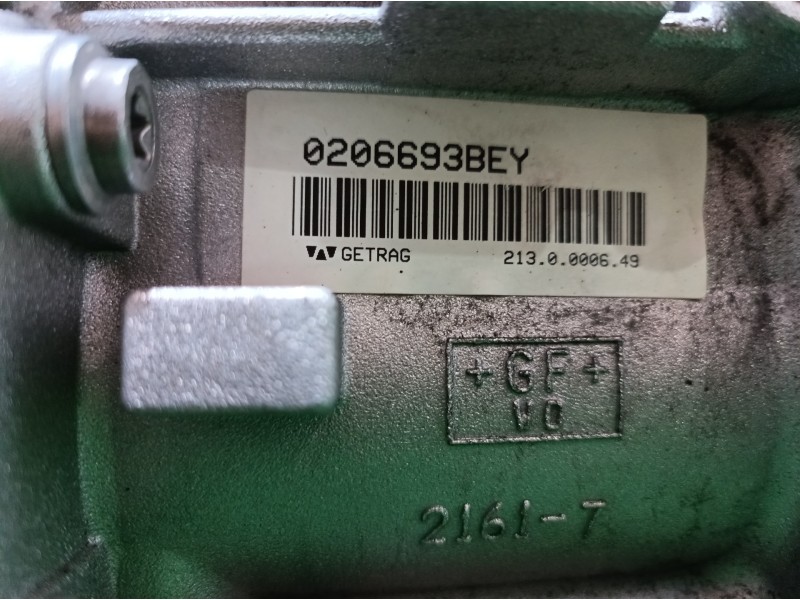 0206693BEY
GETRAG 213.0.0006.49
+GF+
VO
2161-7